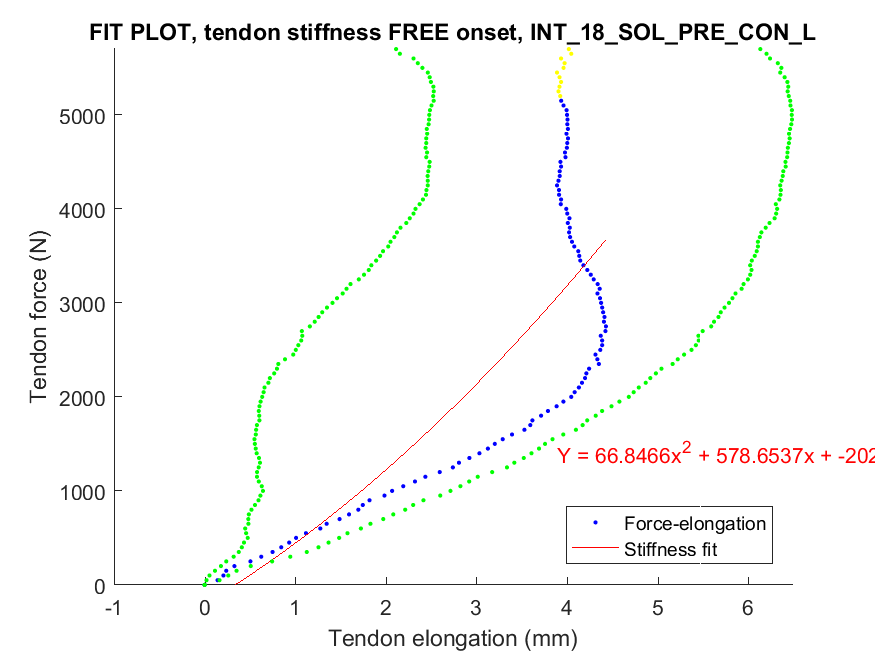 FIT PLOT, tendon stiffness FREE onset, INT_18_SOL_PRE_CON_L
Tendon force (N)
5000
4000
3000
2000
1000
0
Y = 66.8466x² + 578.6537x + -202
Force-elongation
Stiffness fit
-1 0 1 2 3 4 5 6
Tendon elongation (mm)